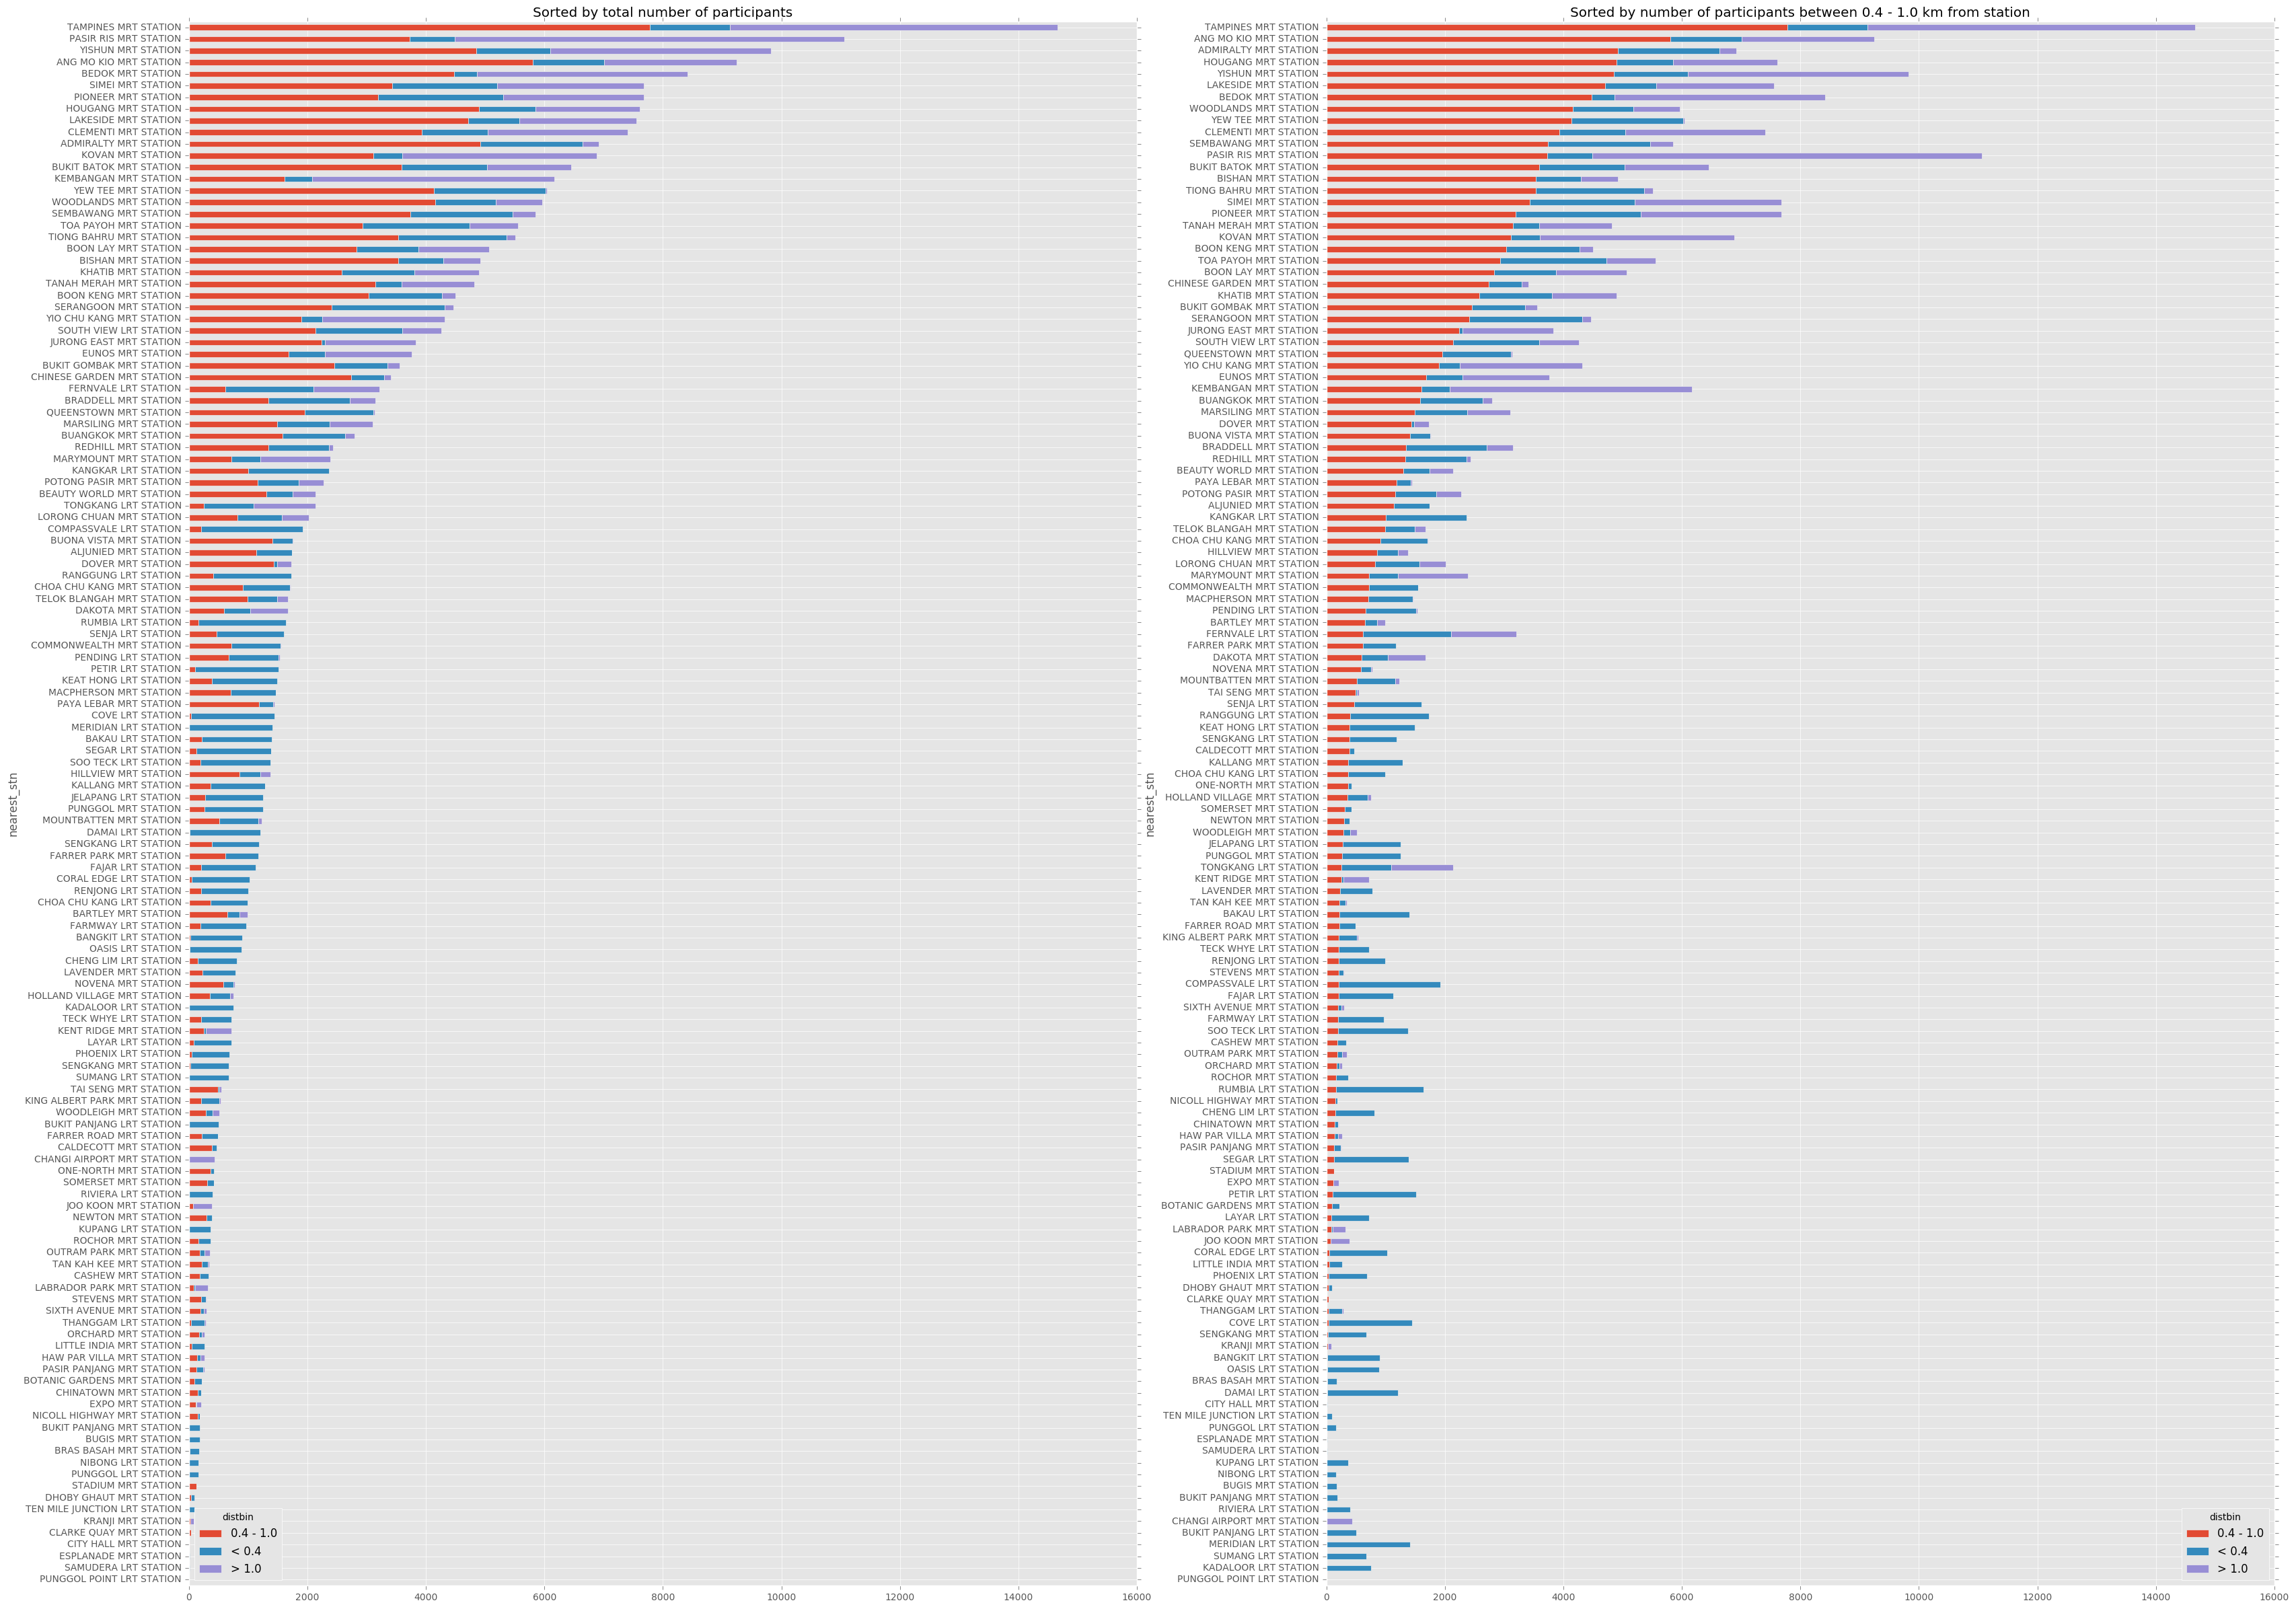 Sorted by total number of participants
TAMPINES MRT STATION
PASIR RIS MRT STATION
YISHUN MRT STATION
ANG MO KIO MRT STATION
BEDOK MRT STATION
SIMEI MRT STATION
PIONEER MRT STATION
HOUGANG MRT STATION
LAKESIDE MRT STATION
CLEMENTI MRT STATION
ADMIRALTY MRT STATION
KOVAN MRT STATION
BUKIT BATOK MRT STATION
KEMBANGAN MRT STATION
YEW TEE MRT STATION
WOODLANDS MRT STATION
SEMBAWANG MRT STATION
TOA PAYOH MRT STATION
TIONG BAHRU MRT STATION
BOON LAY MRT STATION
BISHAN MRT STATION
KHATIB MRT STATION
TANAH MERAH MRT STATION
BOON KENG MRT STATION
SERANGOON MRT STATION
YIO CHU KANG MRT STATION
SOUTH VIEW LRT STATION
JURONG EAST MRT STATION
EUNOS MRT STATION
BUKIT GOMBAK MRT STATION
CHINESE GARDEN MRT STATION
FERNVALE LRT STATION
BRADDELL MRT STATION
QUEENSTOWN MRT STATION
MARSILING MRT STATION
BUANGKOK MRT STATION
REDHILL MRT STATION
MARYMOUNT MRT STATION
KANGKAR LRT STATION
POTONG PASIR MRT STATION
BEAUTY WORLD MRT STATION
TONGKANG LRT STATION
LORONG CHUAN MRT STATION
COMPASSVALE LRT STATION
BUONA VISTA MRT STATION
ALJUNIED MRT STATION
DOVER MRT STATION
RANGGUNG LRT STATION
CHOA CHU KANG MRT STATION
TELOK BLANGAH MRT STATION
DAKOTA MRT STATION
RUMBIA LRT STATION
SENJA LRT STATION
COMMONWEALTH MRT STATION
PENDING LRT STATION
PETIR LRT STATION
KEAT HONG LRT STATION
MACPHERSON MRT STATION
PAYA LEBAR MRT STATION
COVE LRT STATION
MERIDIAN LRT STATION
BAKAU LRT STATION
SEGAR LRT STATION
SOO TECK LRT STATION
HILLVIEW MRT STATION
KALLANG MRT STATION
JELAPANG LRT STATION
PUNGGOL MRT STATION
MOUNTBATTEN MRT STATION
DAMAI LRT STATION
SENGKANG LRT STATION
FARRER PARK MRT STATION
FAJAR LRT STATION
CORAL EDGE LRT STATION
RENJONG LRT STATION
CHOA CHU KANG LRT STATION
BARTLEY MRT STATION
FARMWAY LRT STATION
BANGKIT LRT STATION
OASIS LRT STATION
CHENG LIM LRT STATION
LAVENDER MRT STATION
NOVENA MRT STATION
HOLLAND VILLAGE MRT STATION
KADALOOR LRT STATION
TECK WHYE LRT STATION
KENT RIDGE MRT STATION
LAYAR LRT STATION
PHOENIX LRT STATION
SENGKANG MRT STATION
SUMANG LRT STATION
TAI SENG MRT STATION
KING ALBERT PARK MRT STATION
WOODLEIGH MRT STATION
BUKIT PANJANG LRT STATION
FARRER ROAD MRT STATION
CALDECOTT MRT STATION
CHANGI AIRPORT MRT STATION
ONE-NORTH MRT STATION
SOMERSET MRT STATION
RIVIERA LRT STATION
JOO KOON MRT STATION
NEWTON MRT STATION
KUPANG LRT STATION
ROCHOR MRT STATION
OUTRAM PARK MRT STATION
TAN KAH KEE MRT STATION
CASHEW MRT STATION
LABRADOR PARK MRT STATION
STEVENS MRT STATION
SIXTH AVENUE MRT STATION
THANGGAM LRT STATION
ORCHARD MRT STATION
LITTLE INDIA MRT STATION
HAW PAR VILLA MRT STATION
PASIR PANJANG MRT STATION
BOTANIC GARDENS MRT STATION
CHINATOWN MRT STATION
EXPO MRT STATION
NICOLL HIGHWAY MRT STATION
BUKIT PANJANG MRT STATION
BUGIS MRT STATION
BRAS BASAH MRT STATION
NIBONG LRT STATION
PUNGGOL LRT STATION
STADIUM MRT STATION
DHOBY GHAUT MRT STATION
TEN MILE JUNCTION LRT STATION
KRANJI MRT STATION
CLARKE QUAY MRT STATION
CITY HALL MRT STATION
ESPLANADE MRT STATION
SAMUDERA LRT STATION
PUNGGOL POINT LRT STATION
nearest_stn
0 2000 4000 6000 8000 10000 12000 14000 16000
distbin
0.4 - 1.0
< 0.4
> 1.0
Sorted by number of participants between 0.4 - 1.0 km from station
TAMPINES MRT STATION
ANG MO KIO MRT STATION
ADMIRALTY MRT STATION
HOUGANG MRT STATION
YISHUN MRT STATION
LAKESIDE MRT STATION
BEDOK MRT STATION
WOODLANDS MRT STATION
YEW TEE MRT STATION
CLEMENTI MRT STATION
SEMBAWANG MRT STATION
PASIR RIS MRT STATION
BUKIT BATOK MRT STATION
BISHAN MRT STATION
TIONG BAHRU MRT STATION
SIMEI MRT STATION
PIONEER MRT STATION
TANAH MERAH MRT STATION
KOVAN MRT STATION
BOON KENG MRT STATION
TOA PAYOH MRT STATION
BOON LAY MRT STATION
CHINESE GARDEN MRT STATION
KHATIB MRT STATION
BUKIT GOMBAK MRT STATION
SERANGOON MRT STATION
JURONG EAST MRT STATION
SOUTH VIEW LRT STATION
QUEENSTOWN MRT STATION
YIO CHU KANG MRT STATION
EUNOS MRT STATION
KEMBANGAN MRT STATION
BUANGKOK MRT STATION
MARSILING MRT STATION
DOVER MRT STATION
BUONA VISTA MRT STATION
BRADDELL MRT STATION
REDHILL MRT STATION
BEAUTY WORLD MRT STATION
PAYA LEBAR MRT STATION
POTONG PASIR MRT STATION
ALJUNIED MRT STATION
KANGKAR LRT STATION
TELOK BLANGAH MRT STATION
CHOA CHU KANG MRT STATION
HILLVIEW MRT STATION
LORONG CHUAN MRT STATION
MARYMOUNT MRT STATION
COMMONWEALTH MRT STATION
MACPHERSON MRT STATION
PENDING LRT STATION
BARTLEY MRT STATION
FERNVALE LRT STATION
FARRER PARK MRT STATION
DAKOTA MRT STATION
NOVENA MRT STATION
MOUNTBATTEN MRT STATION
TAI SENG MRT STATION
SENJA LRT STATION
RANGGUNG LRT STATION
KEAT HONG LRT STATION
SENGKANG LRT STATION
CALDECOTT MRT STATION
KALLANG MRT STATION
CHOA CHU KANG LRT STATION
ONE-NORTH MRT STATION
HOLLAND VILLAGE MRT STATION
SOMERSET MRT STATION
NEWTON MRT STATION
WOODLEIGH MRT STATION
JELAPANG LRT STATION
PUNGGOL MRT STATION
TONGKANG LRT STATION
KENT RIDGE MRT STATION
LAVENDER MRT STATION
TAN KAH KEE MRT STATION
BAKAU LRT STATION
FARRER ROAD MRT STATION
KING ALBERT PARK MRT STATION
TECK WHYE LRT STATION
RENJONG LRT STATION
STEVENS MRT STATION
COMPASSVALE LRT STATION
FAJAR LRT STATION
SIXTH AVENUE MRT STATION
FARMWAY LRT STATION
SOO TECK LRT STATION
CASHEW MRT STATION
OUTRAM PARK MRT STATION
ORCHARD MRT STATION
ROCHOR MRT STATION
RUMBIA LRT STATION
NICOLL HIGHWAY MRT STATION
CHENG LIM LRT STATION
CHINATOWN MRT STATION
HAW PAR VILLA MRT STATION
PASIR PANJANG MRT STATION
SEGAR LRT STATION
STADIUM MRT STATION
EXPO MRT STATION
PETIR LRT STATION
BOTANIC GARDENS MRT STATION
LAYAR LRT STATION
LABRADOR PARK MRT STATION
JOO KOON MRT STATION
CORAL EDGE LRT STATION
LITTLE INDIA MRT STATION
PHOENIX LRT STATION
DHOBY GHAUT MRT STATION
CLARKE QUAY MRT STATION
THANGGAM LRT STATION
COVE LRT STATION
SENGKANG MRT STATION
KRANJI MRT STATION
BANGKIT LRT STATION
OASIS LRT STATION
BRAS BASAH MRT STATION
DAMAI LRT STATION
CITY HALL MRT STATION
TEN MILE JUNCTION LRT STATION
PUNGGOL LRT STATION
ESPLANADE MRT STATION
SAMUDERA LRT STATION
KUPANG LRT STATION
NIBONG LRT STATION
BUGIS MRT STATION
BUKIT PANJANG MRT STATION
RIVIERA LRT STATION
CHANGI AIRPORT MRT STATION
BUKIT PANJANG LRT STATION
MERIDIAN LRT STATION
SUMANG LRT STATION
KADALOOR LRT STATION
PUNGGOL POINT LRT STATION
nearest_stn
0 2000 4000 6000 8000 10000 12000 14000 16000
distbin
0.4 - 1.0
< 0.4
> 1.0